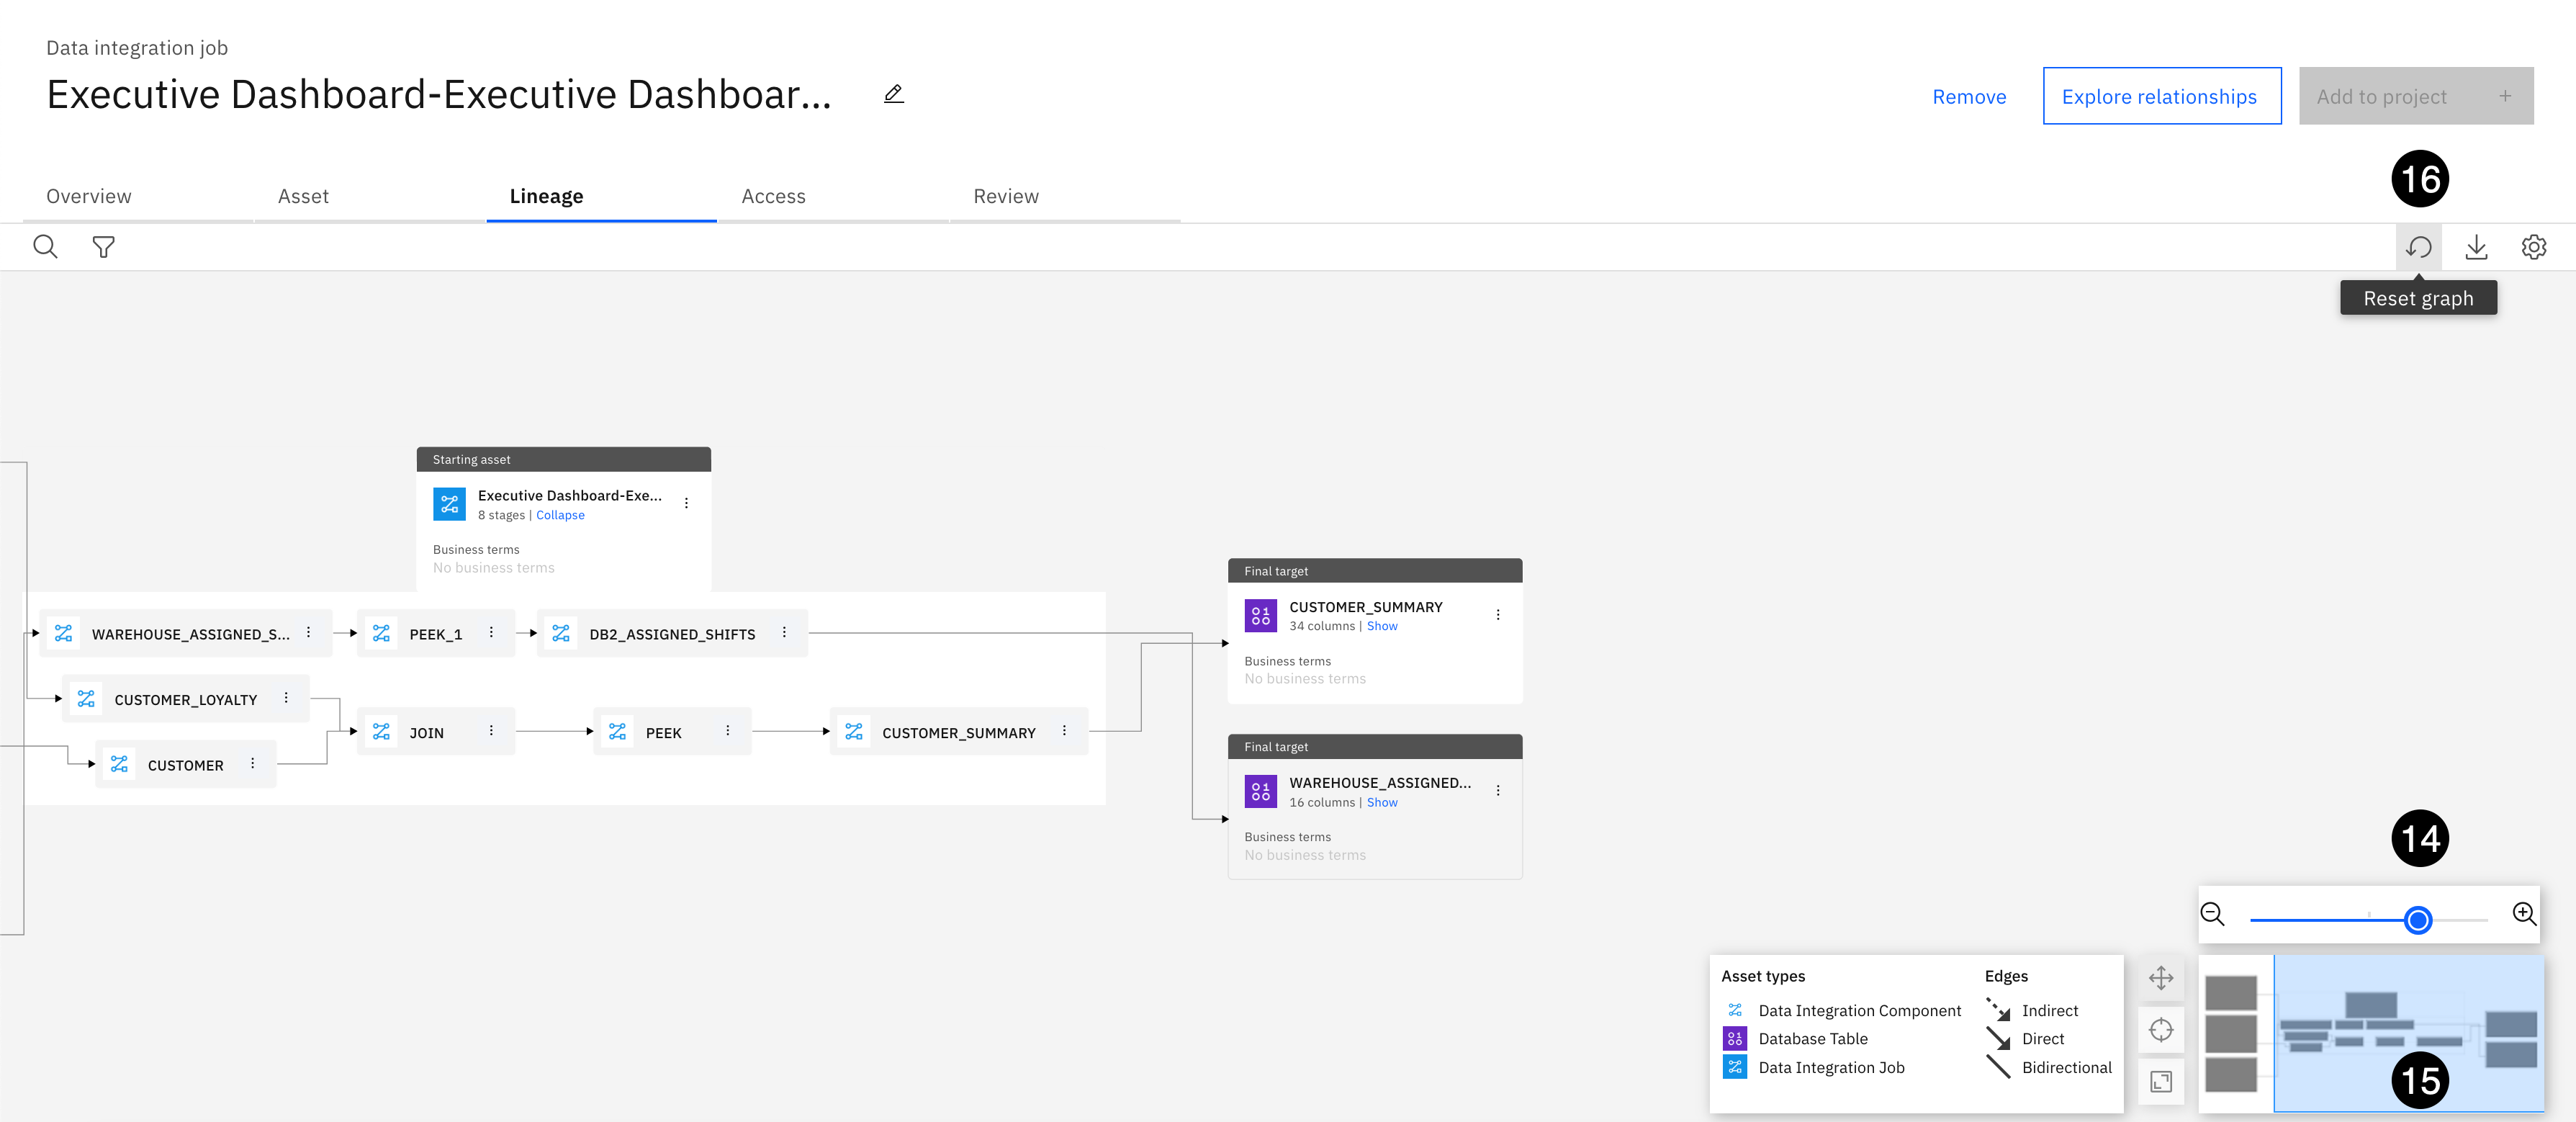 Data integration job
Executive Dashboard-Executive Dashboar...
Remove
Explore relationships
Add to project +
16
Overview
Asset
Lineage
Access
Review
Reset graph
Starting asset
Executive Dashboard-Exe...
8 stages | Collapse
Business terms
No business terms
WAREHOUSE_ASSIGNED_S...
PEEK_1
DB2_ASSIGNED_SHIFTS
CUSTOMER_LOYALTY
CUSTOMER
JOIN
PEEK
CUSTOMER_SUMMARY
Final target
CUSTOMER_SUMMARY
34 columns | Show
Business terms
No business terms
Final target
WAREHOUSE_ASSIGNED...
16 columns | Show
Business terms
No business terms
14
Asset types
Data Integration Component
Database Table
Data Integration Job
Edges
Indirect
Direct
Bidirectional
15